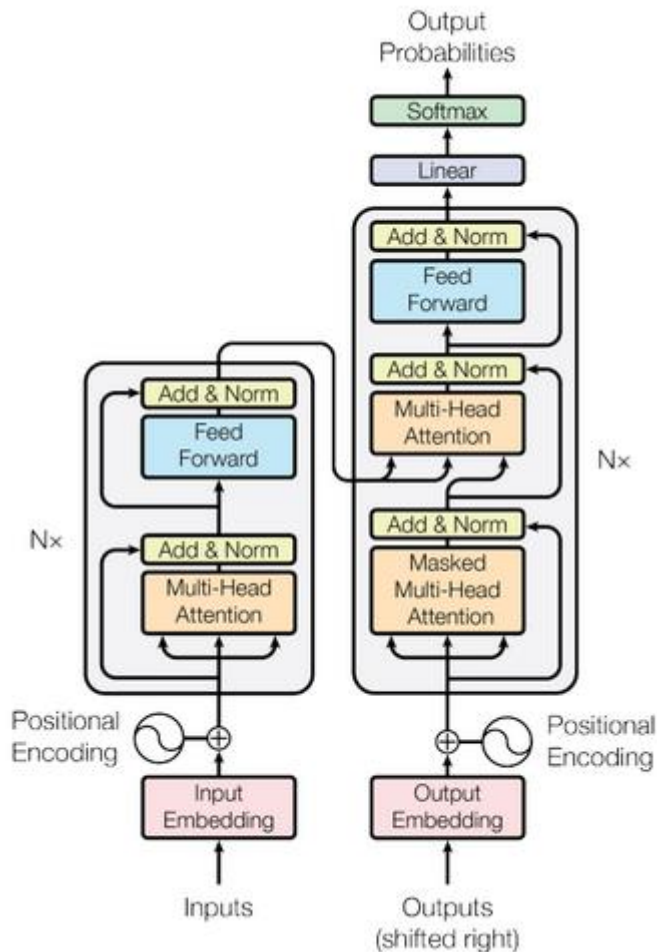 Output
Probabilities
Softmax
Linear
Add & Norm
Feed
Forward
Add & Norm
Multi-Head
Attention
Add & Norm
Masked
Multi-Head
Attention
Nx
Positional
Encoding
Output
Embedding
Outputs
(shifted right)
Add & Norm
Feed
Forward
Add & Norm
Multi-Head
Attention
Nx
Positional
Encoding
Input
Embedding
Inputs